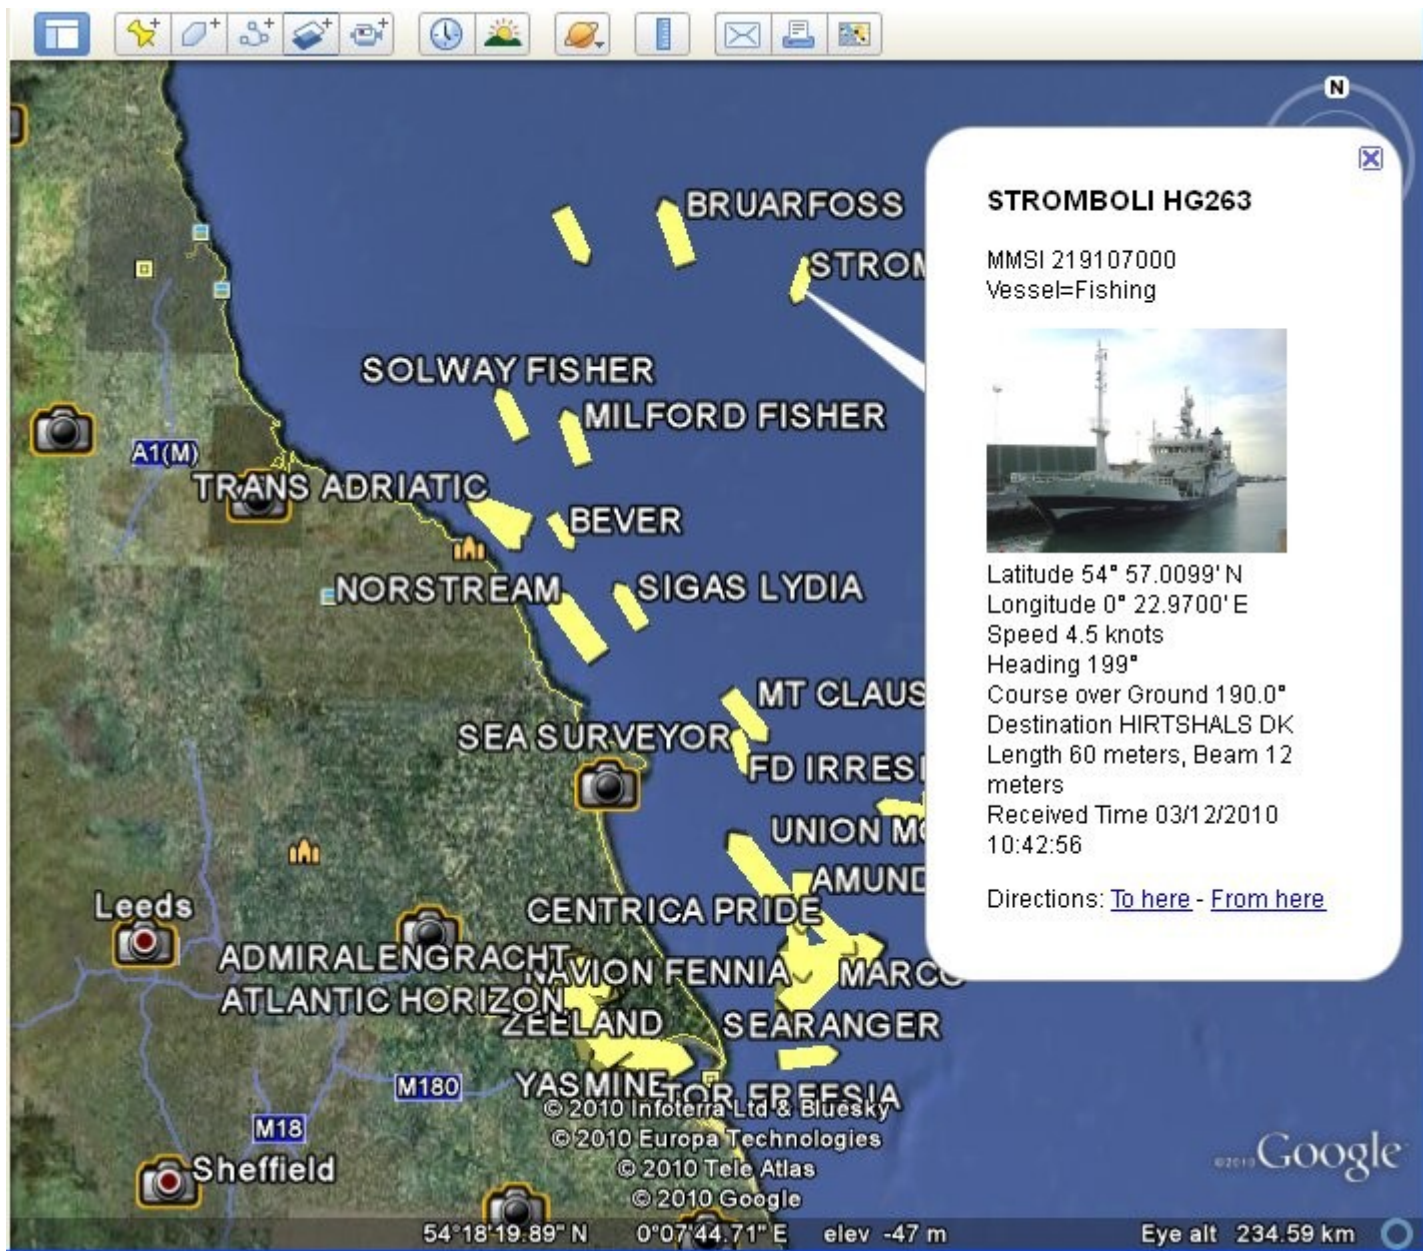 N
STROMBOLI HG263
MMSI 219107000
Vessel=Fishing
Latitude 54° 57.0099' N
Longitude 0° 22.9700' E
Speed 4.5 knots
Heading 199°
Course over Ground 190.0°
Destination HIRTSHALS DK
Length 60 meters, Beam 12
meters
Received Time 03/12/2010
10:42:56
Directions: To here - From here
BRUARFOSS
STROM
SOLWAY FISHER
MILFORD FISHER
A1(M)
TRANS ADRIATIC
BEVER
NORSTREAM
SIGAS LYDIA
MT CLAUS
SEA SURVEYOR
FD IRRESI
UNION M
AMUND
Leeds
CENTRICA PRIDE
ADMIRALENGRACHT
NAVION FENNIA
MARCO
ATLANTIC HORIZON
ZEELAND
SEARANGER
M180
YASMINE
TOR FREESIA
M18
Sheffield
© 2010 Infoterra Ltd & Bluesky
© 2010 Europa Technologies
© 2010 Tele Atlas
© 2010 Google
©2010 Google
54°18'19.89" N 0°07'44.71" E elev -47 m Eye alt 234.59 km